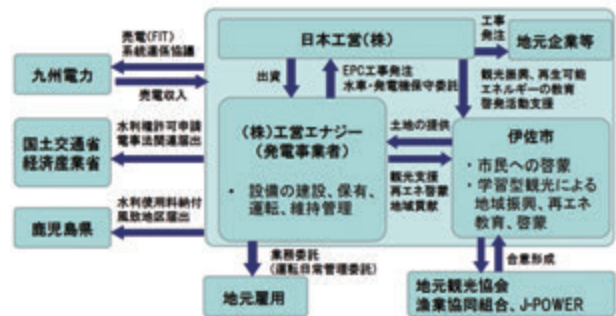 日本工営(株)
工事
発注
地元企業等
売電(FIT)
系統連係協議
九州電力
売電収入
出資
EPC工事発注
水車・発電機保守委託
観光振興、再生可能
エネルギーの教育
啓発活動支援
国土交通省
経済産業省
水利権許可申請
電事法関連届出
(株)工営エナジー
(発電事業者)
・ 設備の建設、保有、
運転、維持管理
土地の提供
観光支援
再エネ啓蒙
地域貢献
伊佐市
・市民への啓蒙
・学習型観光による
地域振興、再エネ
教育、啓蒙
鹿児島県
水利使用料納付
風致地区届出
業務委託
(運転日常管理委託)
地元雇用
合意形成
地元観光協会
漁業協同組合、J-POWER